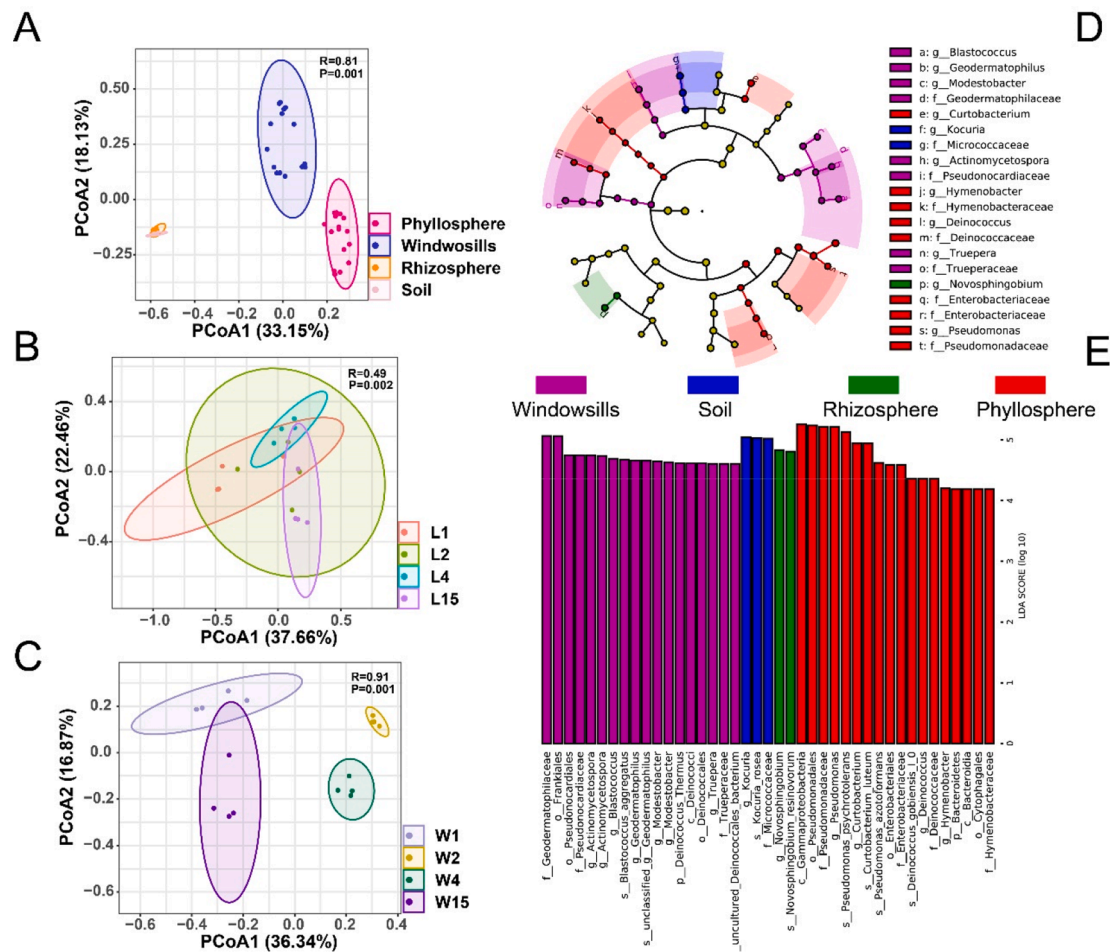 A
R=0.81
P=0.001
0.50
0.25
0.00
−0.25
PCoA2 (18.13%)
−0.6 −0.4 −0.2 0.0 0.2
PCoA1 (33.15%)
Phyllosphere
Windwosills
Rhizosphere
Soil
B
R=0.49
P=0.002
0.4
0.0
−0.4
PCoA2 (22.46%)
−1.0 −0.5 0.0 0.5
PCoA1 (37.66%)
L1
L2
L4
L15
C
R=0.91
P=0.001
0.2
0.0
−0.2
−0.4
−0.6
PCoA2 (16.87%)
−0.6 −0.4 −0.2 0.0 0.2 0.4
PCoA1 (36.34%)
W1
W2
W4
W15
D
a: g__Blastococcus
b: g__Geodermatophilus
c: g__Modestobacter
d: f__Geodermatophilaceae
e: g__Curtobacterium
f: g__Kocuria
g: f__Micrococcaceae
h: g__Actinomycetospora
i: f__Pseudonocardiaceae
j: g__Hymenobacter
k: f__Hymenobacteraceae
l: g__Deinococcus
m: f__Deinococcaceae
n: g__Truepera
o: f__Trueperaceae
p: g__Novosphingobium
q: f__Enterobacteriaceae
r: f__Enterobacteriaceae
s: g__Pseudomonas
t: f__Pseudomonadaceae
E
Windowsills Soil Rhizosphere Phyllosphere
5
4
3
2
1
0
LDA SCORE (log 10)
f__Geodermatophilaceae
o__Frankiales
o__Pseudonocardiales
f__Pseudonocardiaceae
g__Actinomycetospora
g__Actinomycetospora
g__Blastococcus
s__Blastococcus_aggregatus
g__Geodermatophilus
s__unclassified_g__Geodermatophilus
g__Modestobacter
g__Modestobacter
p__Deinococcus_Thermus
c__Deinococci
o__Deinococcales
g__Truepera
f__Trueperaceae
_uncultured_Deinococcales_bacterium
g__Kocuria
s__Kocuria_rosea
f__Micrococcaceae
g__Novosphingobium
s__Novosphingobium_resinovorum
c__Gammaproteobacteria
o__Pseudomonadales
f__Pseudomonadaceae
g__Pseudomonas
s__Pseudomonas_psychrotolerans
g__Curtobacterium
s__Curtobacterium_luteum
s__Pseudomonas_azotoformans
o__Enterobacteriales
f__Enterobacteriaceae
s__Deinococcus_gobiensis_I_0
g__Deinococcus
f__Deinococcaceae
g__Hymenobacter
p__Bacteroidetes
c__Bacteroidia
o__Cytophagales
f__Hymenobacteraceae